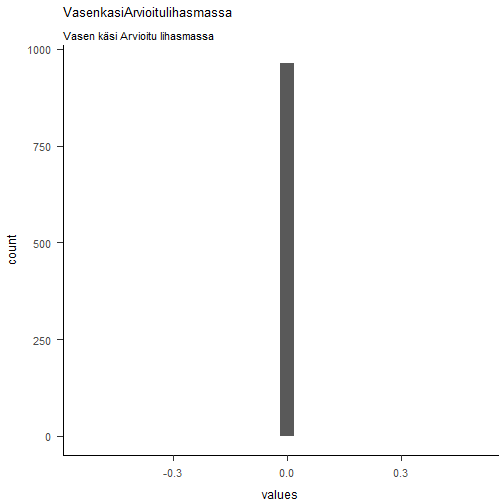 VasenkasiArvioitulihasmassa
Vasen käsi Arvioitu lihasmassa
1000
750
500
250
0
count
-0.3
0.0
0.3
values